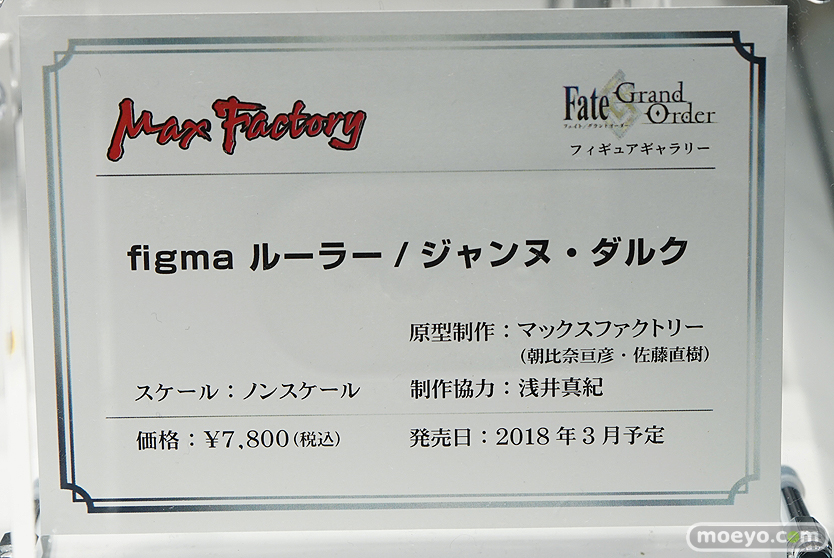 Max Factory
Fate Grand Order
フェイト/グランドオーダー
フィギュアギャラリー
figma ルーラー / ジャンヌ・ダルク
原型制作：マックスファクトリー
（朝比奈亘彦・佐藤直樹）
スケール：ノンスケール
制作協力：浅井真紀
価格：¥7,800（税込）
発売日：2018年3月予定
moeyo.com